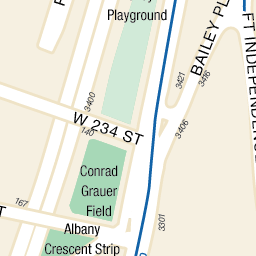 Playground
BAILEY PL
FT INDEPENDENCE
3421
3416
3400
3406
W 234 ST
140
Conrad
Grauer
Field
167
3301
Albany
Crescent Strip